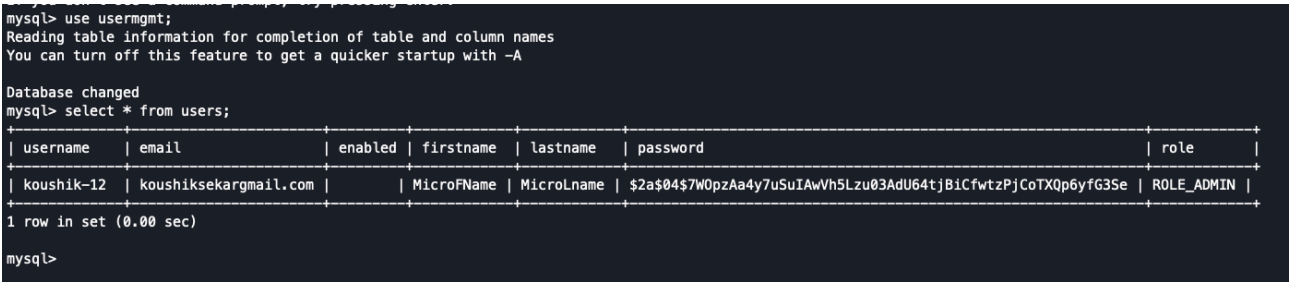 mysql> use usermgmt;
Reading table information for completion of table and column names
You can turn off this feature to get a quicker startup with -A
Database changed
mysql> select * from users;
+-------------+----------------------+---------+------------+------------+--------------------------------------------------------------+------------+
| username | email | enabled | firstname | lastname | password | role |
+-------------+----------------------+---------+------------+------------+--------------------------------------------------------------+------------+
| koushik-12 | koushiksekargmail.com | | MicroFName | MicroLname | $2a$04$7WOpzAa4y7uSuIAwVh5Lzu03AdU64tjBiCfwtzPjCoTXQp6yfG3Se | ROLE_ADMIN |
+-------------+----------------------+---------+------------+------------+--------------------------------------------------------------+------------+
1 row in set (0.00 sec)
mysql>